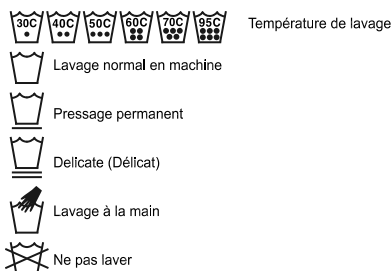 30C 40C 50C 60C 70C 95C Température de lavage
Lavage normal en machine
Pressage permanent
Delicate (Délicat)
Lavage à la main
Ne pas laver